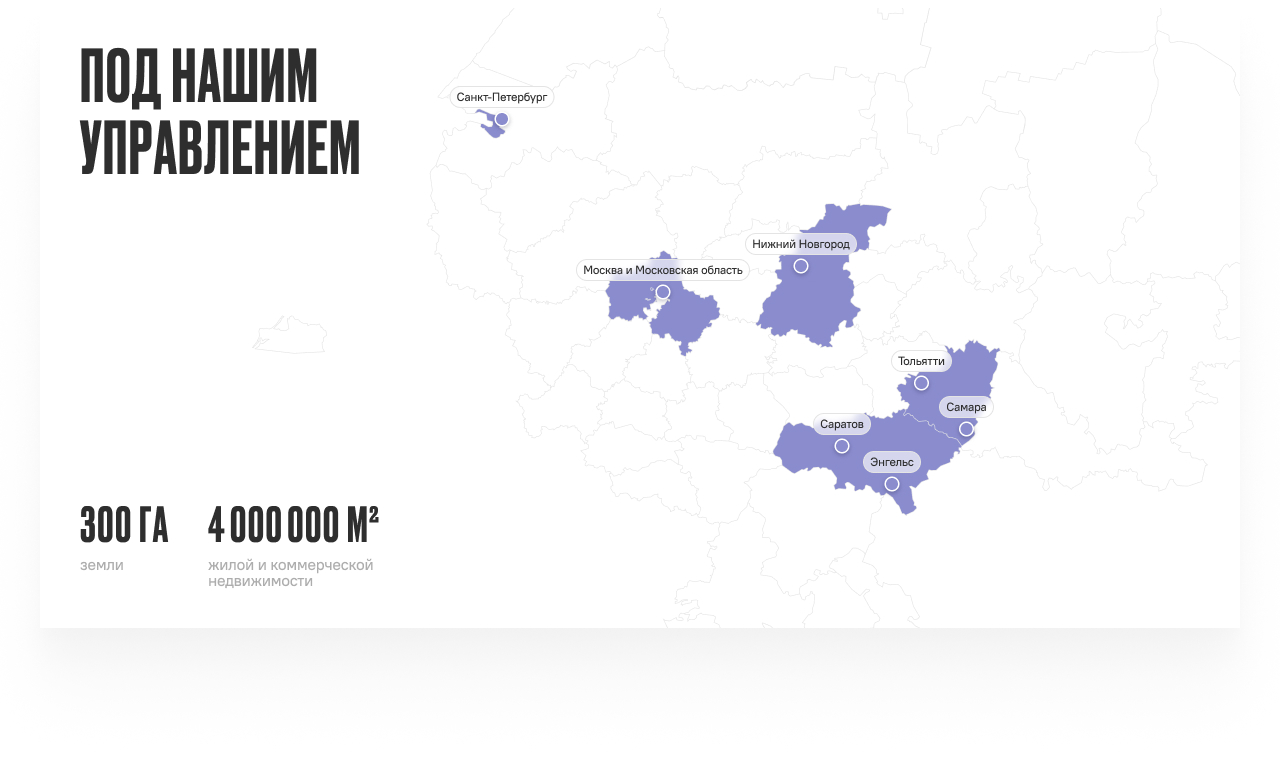 ПОД НАШИМ
УПРАВЛЕНИЕМ
Санкт-Петербург
Нижний Новгород
Москва и Московская область
Тольятти
Самара
Саратов
Энгельс
300 ГА
земли
4 000 000 М²
жилой и коммерческой
недвижимости